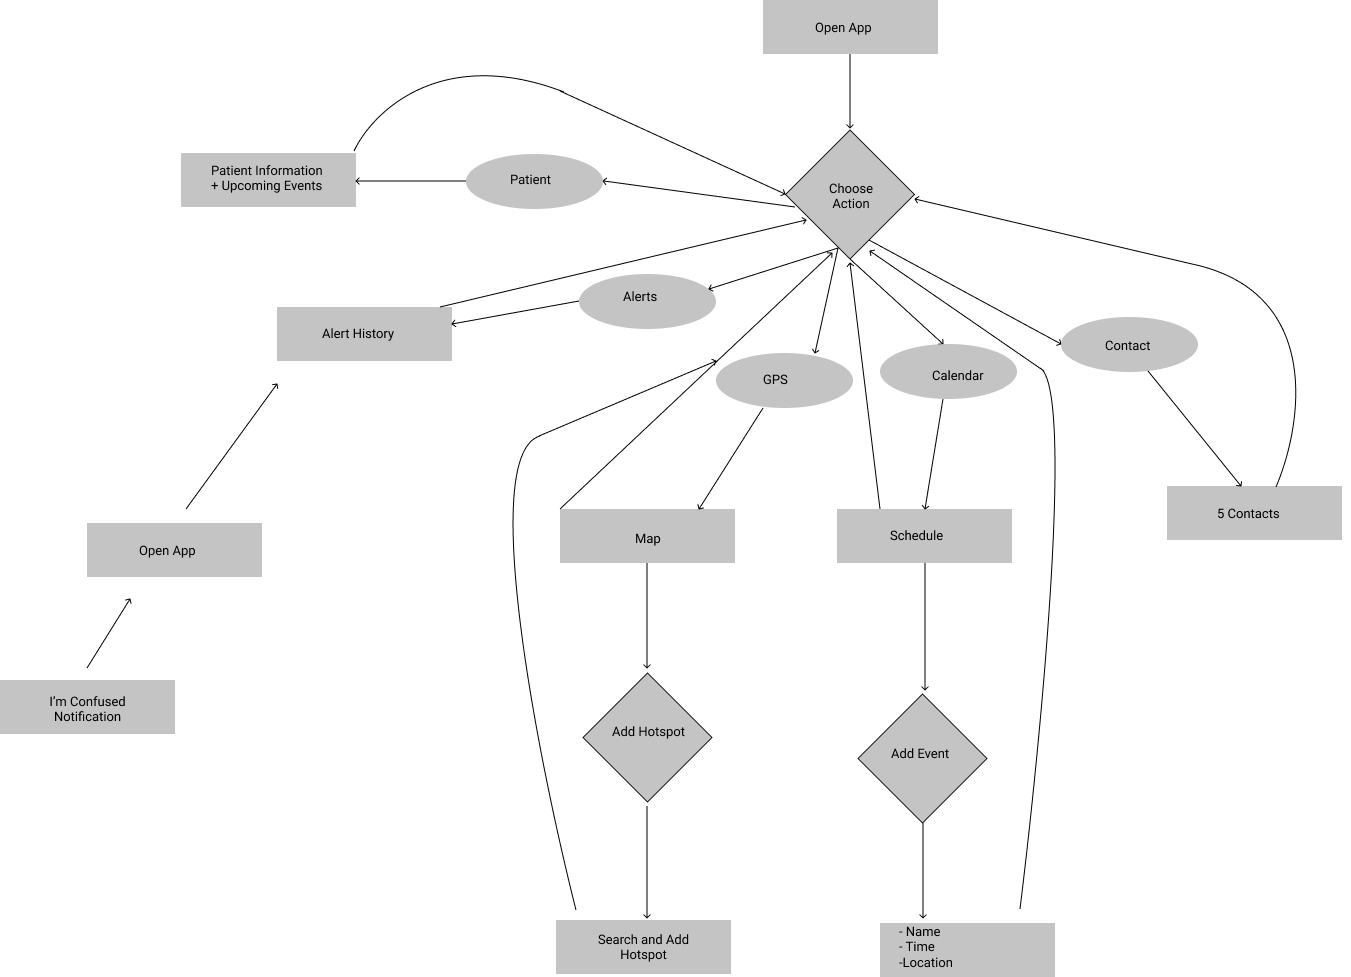 Open App
Choose
Action
Patient Information
+ Upcoming Events
Patient
Alerts
Alert History
GPS
Calendar
Contact
5 Contacts
Open App
Map
Schedule
I'm Confused
Notification
Add Hotspot
Add Event
Search and Add
Hotspot
- Name
- Time
-Location